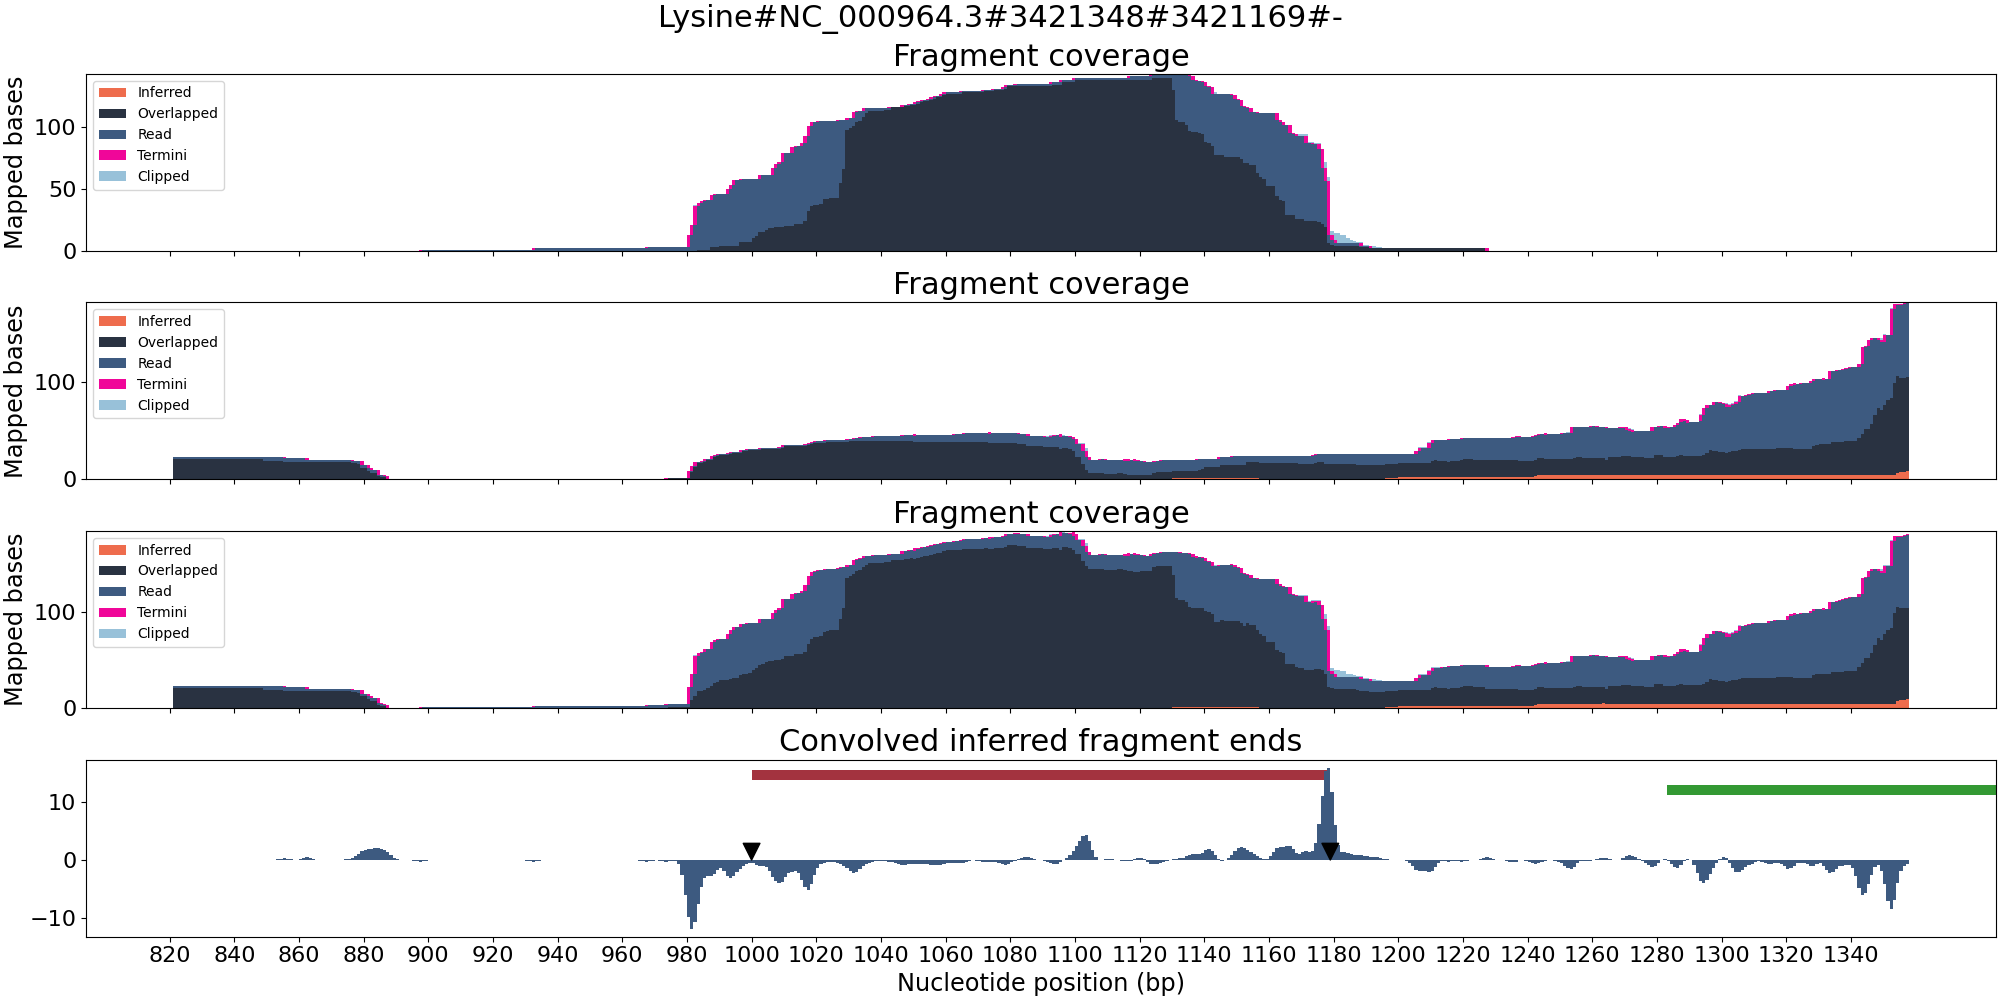 Lysine#NC_000964.3#3421348#3421169#-
Fragment coverage
Mapped bases
100
50
0
Inferred
Overlapped
Read
Termini
Clipped
Fragment coverage
Mapped bases
100
0
Inferred
Overlapped
Read
Termini
Clipped
Fragment coverage
Mapped bases
100
0
Inferred
Overlapped
Read
Termini
Clipped
Convolved inferred fragment ends
10
0
−10
820 840 860 880 900 920 940 960 980 1000 1020 1040 1060 1080 1100 1120 1140 1160 1180 1200 1220 1240 1260 1280 1300 1320 1340
Nucleotide position (bp)